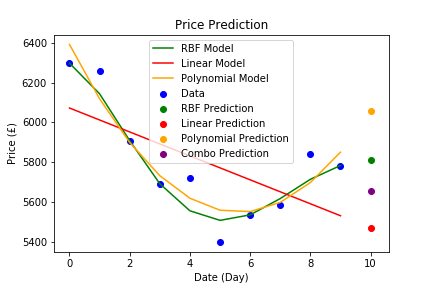 Price Prediction
6400
6200
6000
5800
5600
5400
Price (£)
RBF Model
Linear Model
Polynomial Model
Data
RBF Prediction
Linear Prediction
Polynomial Prediction
Combo Prediction
0 2 4 6 8 10
Date (Day)